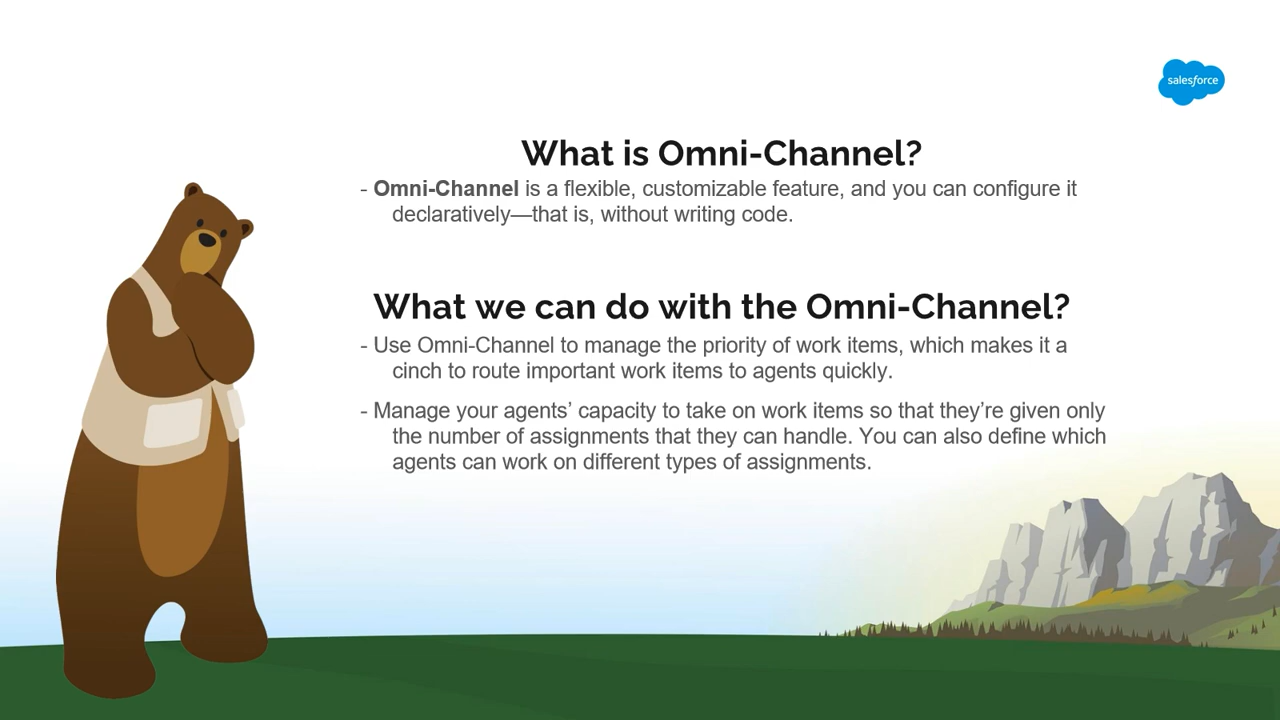 salesforce
What is Omni-Channel?
- Omni-Channel is a flexible, customizable feature, and you can configure it
declaratively—that is, without writing code.
What we can do with the Omni-Channel?
- Use Omni-Channel to manage the priority of work items, which makes it a
cinch to route important work items to agents quickly.
- Manage your agents’ capacity to take on work items so that they’re given only
the number of assignments that they can handle. You can also define which
agents can work on different types of assignments.